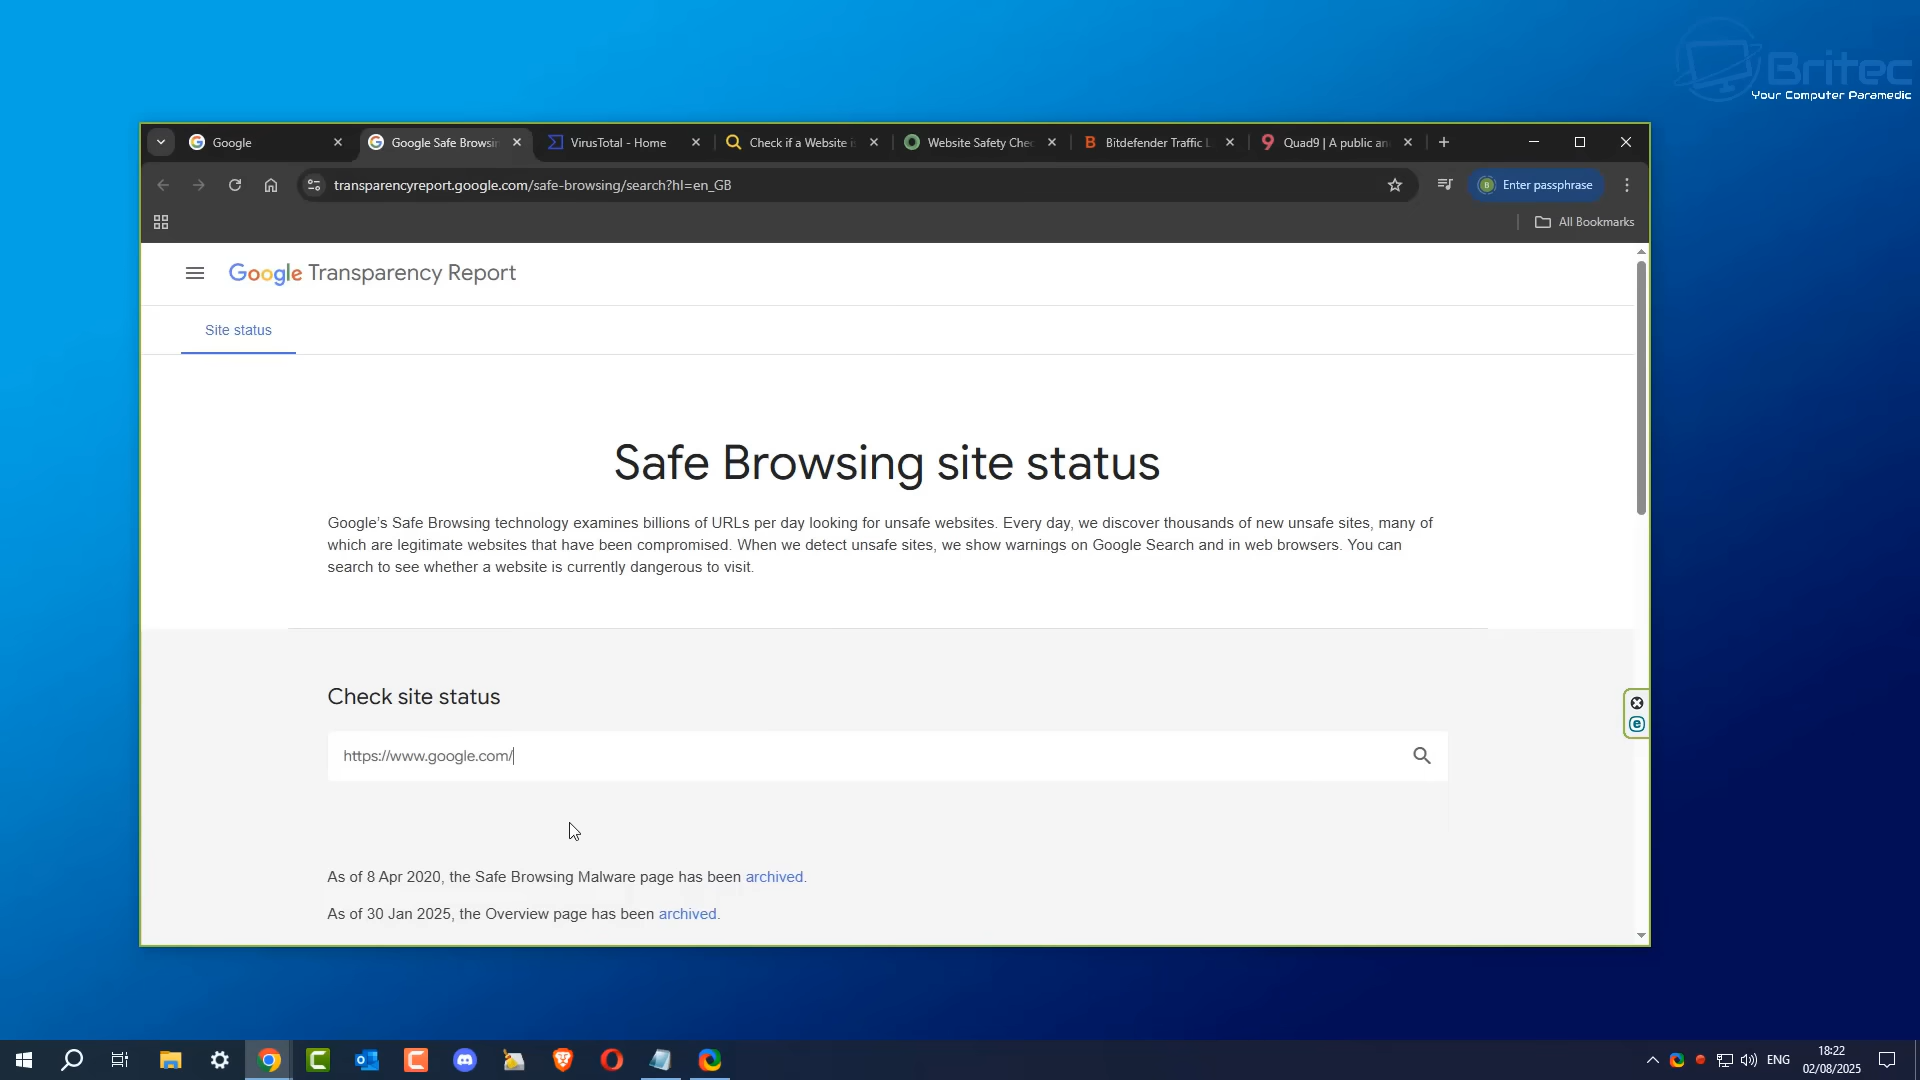 Britec
Your Computer Paramedic
Google
Google Safe Browsin
VirusTotal - Home
Check if a Website i
Website Safety Chec
B
Bitdefender Traffic L
Quad9 | A public an
transparencyreport.google.com/safe-browsing/search?hl=en_GB
B
Enter passphrase
All Bookmarks
Google Transparency Report
Site status
Safe Browsing site status
Google's Safe Browsing technology examines billions of URLs per day looking for unsafe websites. Every day, we discover thousands of new unsafe sites, many of
which are legitimate websites that have been compromised. When we detect unsafe sites, we show warnings on Google Search and in web browsers. You can
search to see whether a website is currently dangerous to visit.
Check site status
https://www.google.com/
As of 8 Apr 2020, the Safe Browsing Malware page has been archived.
As of 30 Jan 2025, the Overview page has been archived.
ENG
18:22
02/08/2025